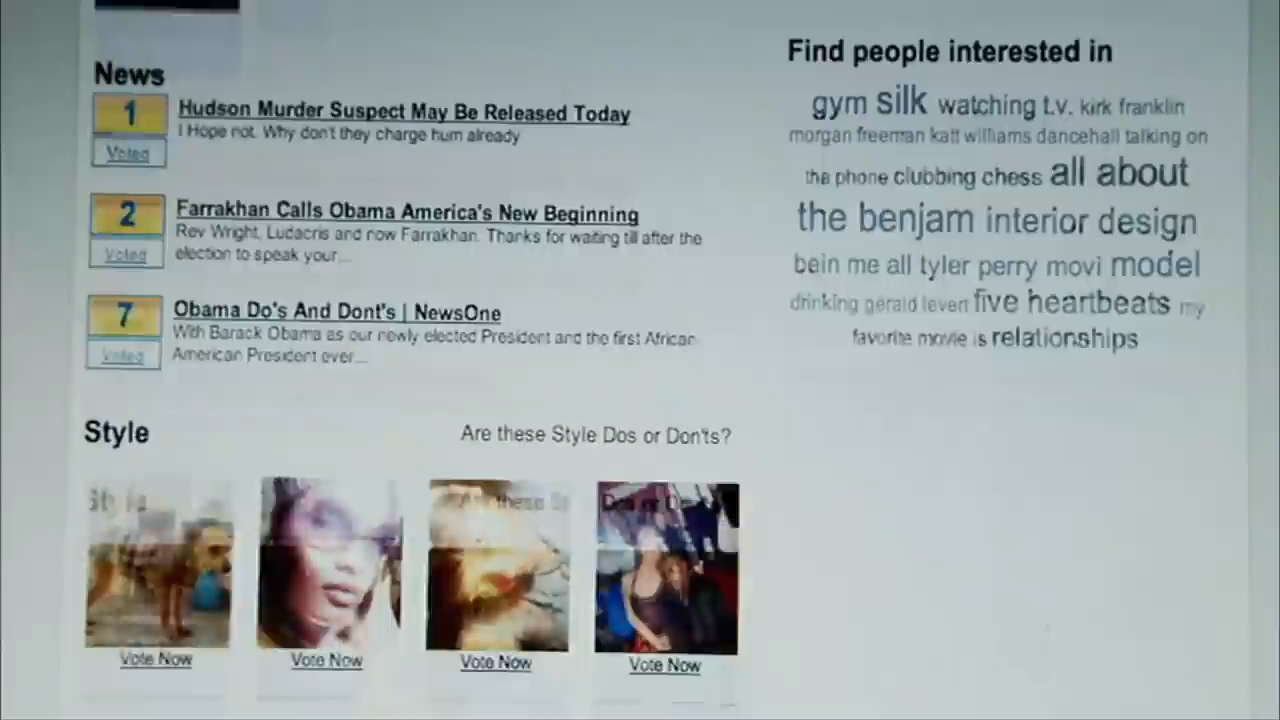 News
1
Hudson Murder Suspect May Be Released Today
I Hope not. Why don't they charge hum already
Voted
2
Farrakhan Calls Obama America's New Beginning
Rev Wright, Ludacris and now Farrakhan. Thanks for waiting till after the
Voted
election to speak your...
7
Obama Do's And Dont's | NewsOne
With Barack Obama as our newly elected President and the first African-
Voted
American President ever...
Style
Are these Style Dos or Don'ts?
Vote Now
Vote Now
Vote Now
Vote Now
Find people interested in
gym silk watching t.v. kirk franklin
morgan freeman katt williams dancehall talking on
the phone clubbing chess all about
the benjam interior design
bein me all tyler perry movi model
drinking gerald levert five heartbeats my
favorite movie is relationships